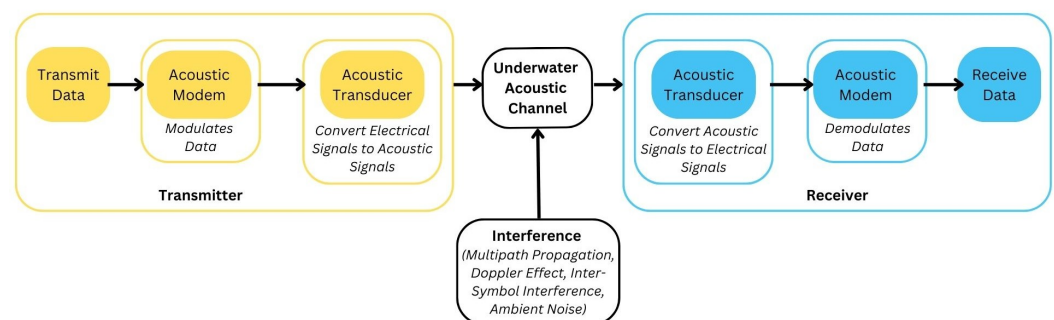 Transmit
Data
Acoustic
Modem
Modulates
Data
Acoustic
Transducer
Convert Electrical
Signals to Acoustic
Signals
Transmitter
Underwater
Acoustic
Channel
Interference
(Multipath Propagation,
Doppler Effect, Inter-
Symbol Interference,
Ambient Noise)
Acoustic
Transducer
Convert Acoustic
Signals to Electrical
Signals
Acoustic
Modem
Demodulates
Data
Receive
Data
Receiver